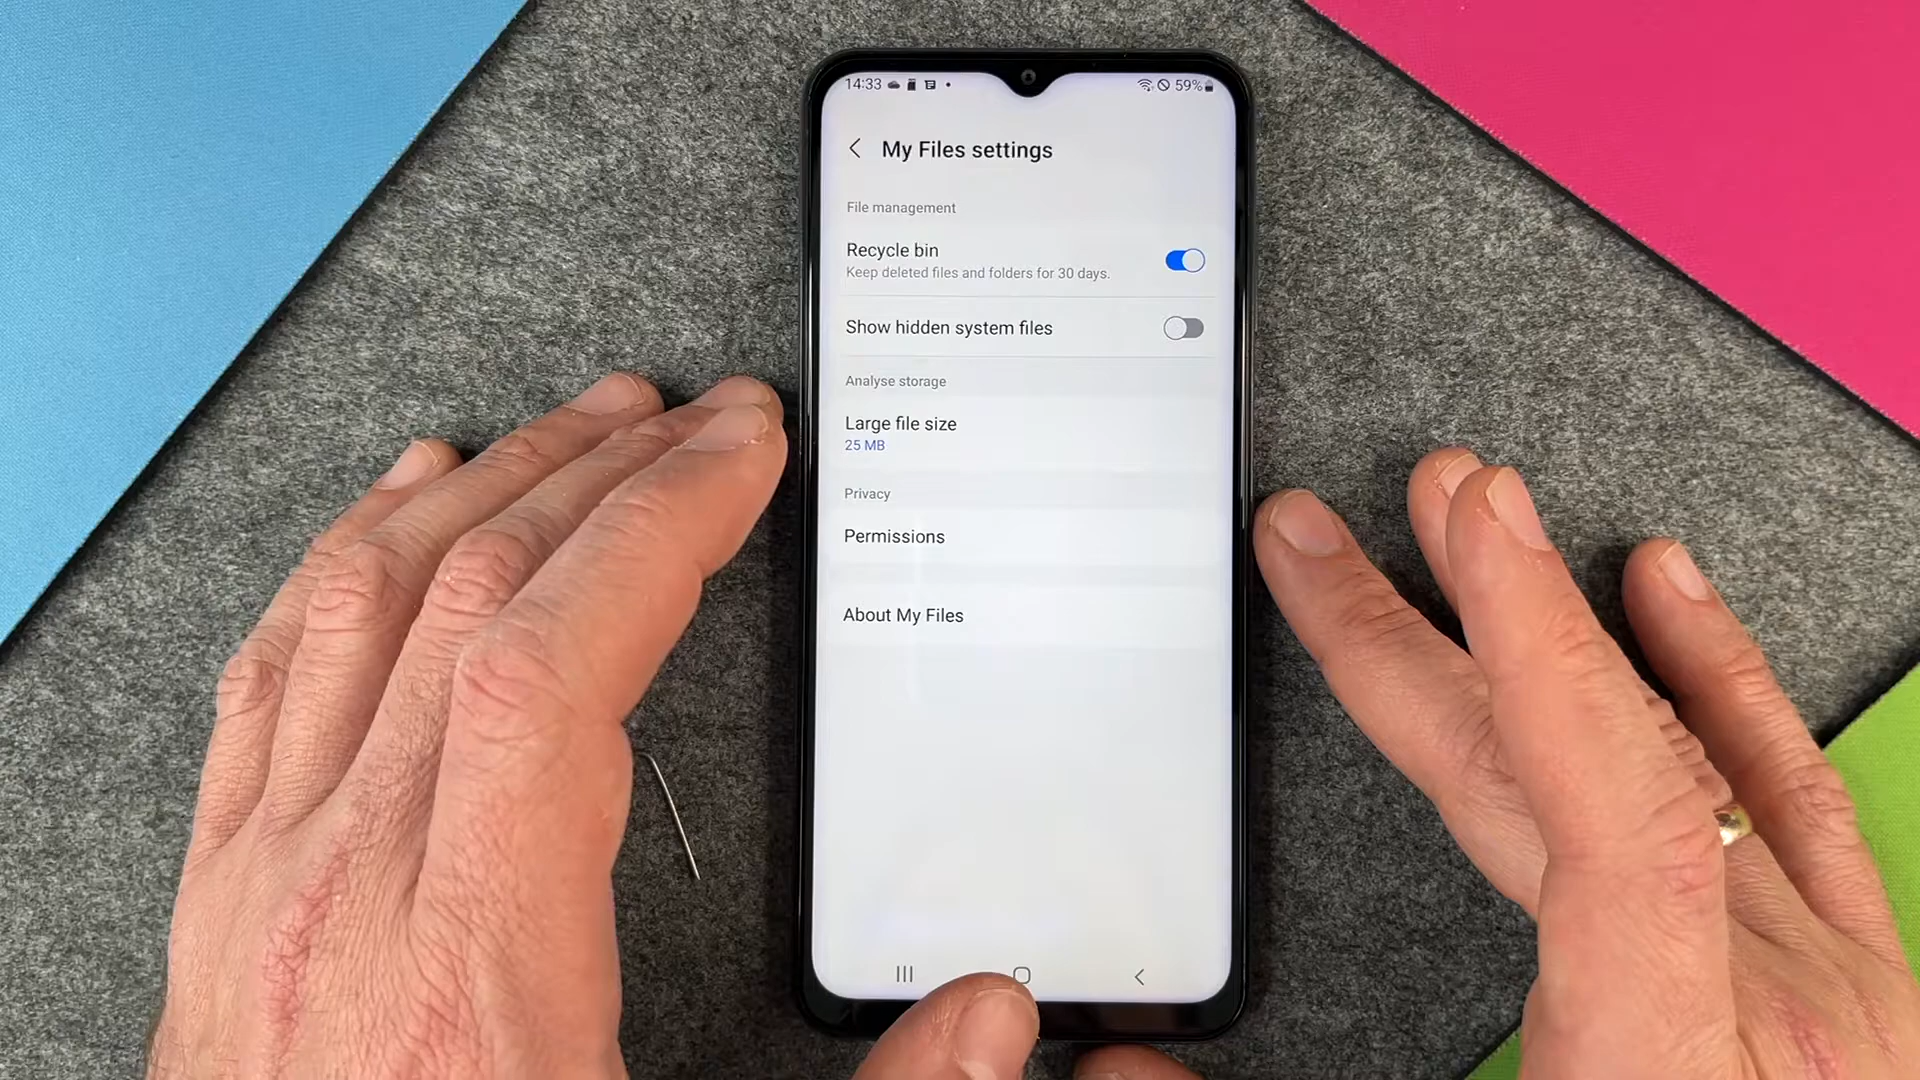 14:33
59%
My Files settings
File management
Recycle bin
Keep deleted files and folders for 30 days.
Show hidden system files
Analyse storage
Large file size
25 MB
Privacy
Permissions
About My Files